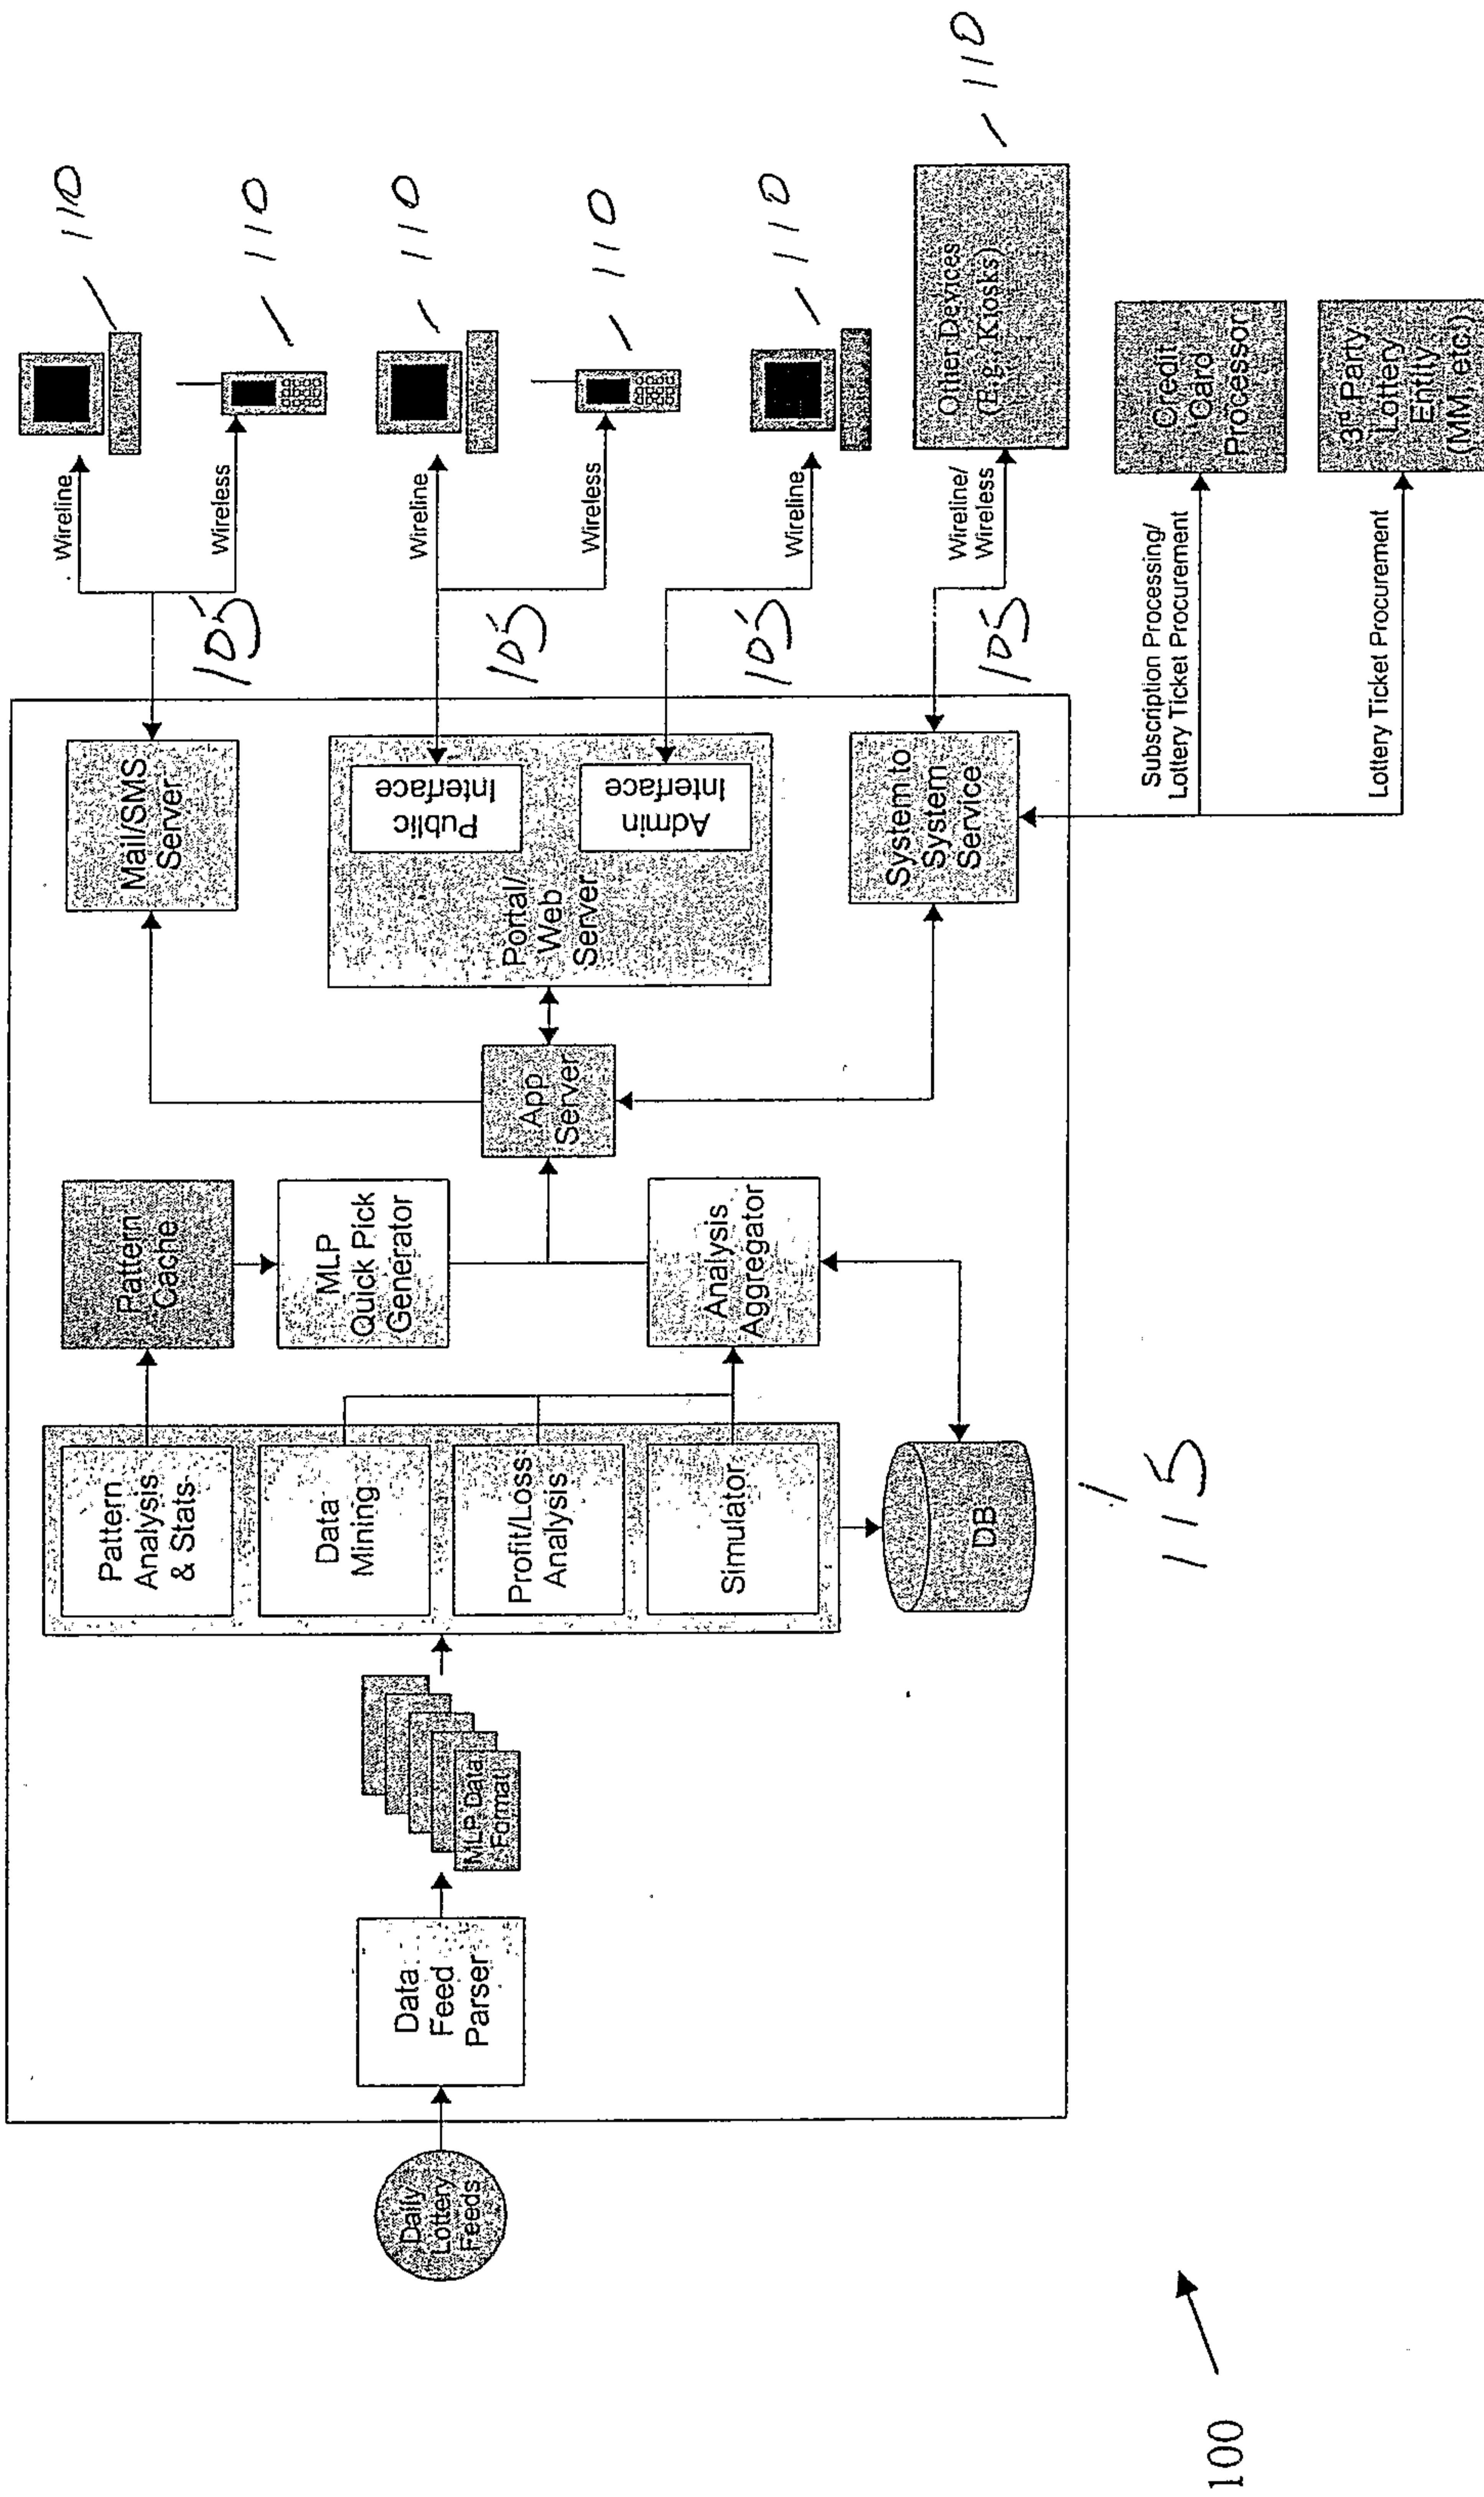 Daily
Lottery
Feeds
Data
Feed
Parser
MLP Data
Format
Pattern
Analysis
& Stats
Data
Mining
Profit/Loss
Analysis
Simulator
DB
Pattern
Cache
MLP
Quick Pick
Generator
Analysis
Aggregator
App
Server
Mail/SMS
Server
Portal/
Web
Server
Public
Interface
Admin
Interface
System to
System
Service
105
105
105
105
Wireline
Wireless
Wireline
Wireless
Wireline
Wireline/
Wireless
110
110
110
110
110
Other Devices
(E.g., Kiosks)
110
Subscription Processing/
Lottery Ticket Procurement
Credit
Card
Processor
Lottery Ticket Procurement
3rd Party
Lottery
Entity
(MM, etc.)
115
100